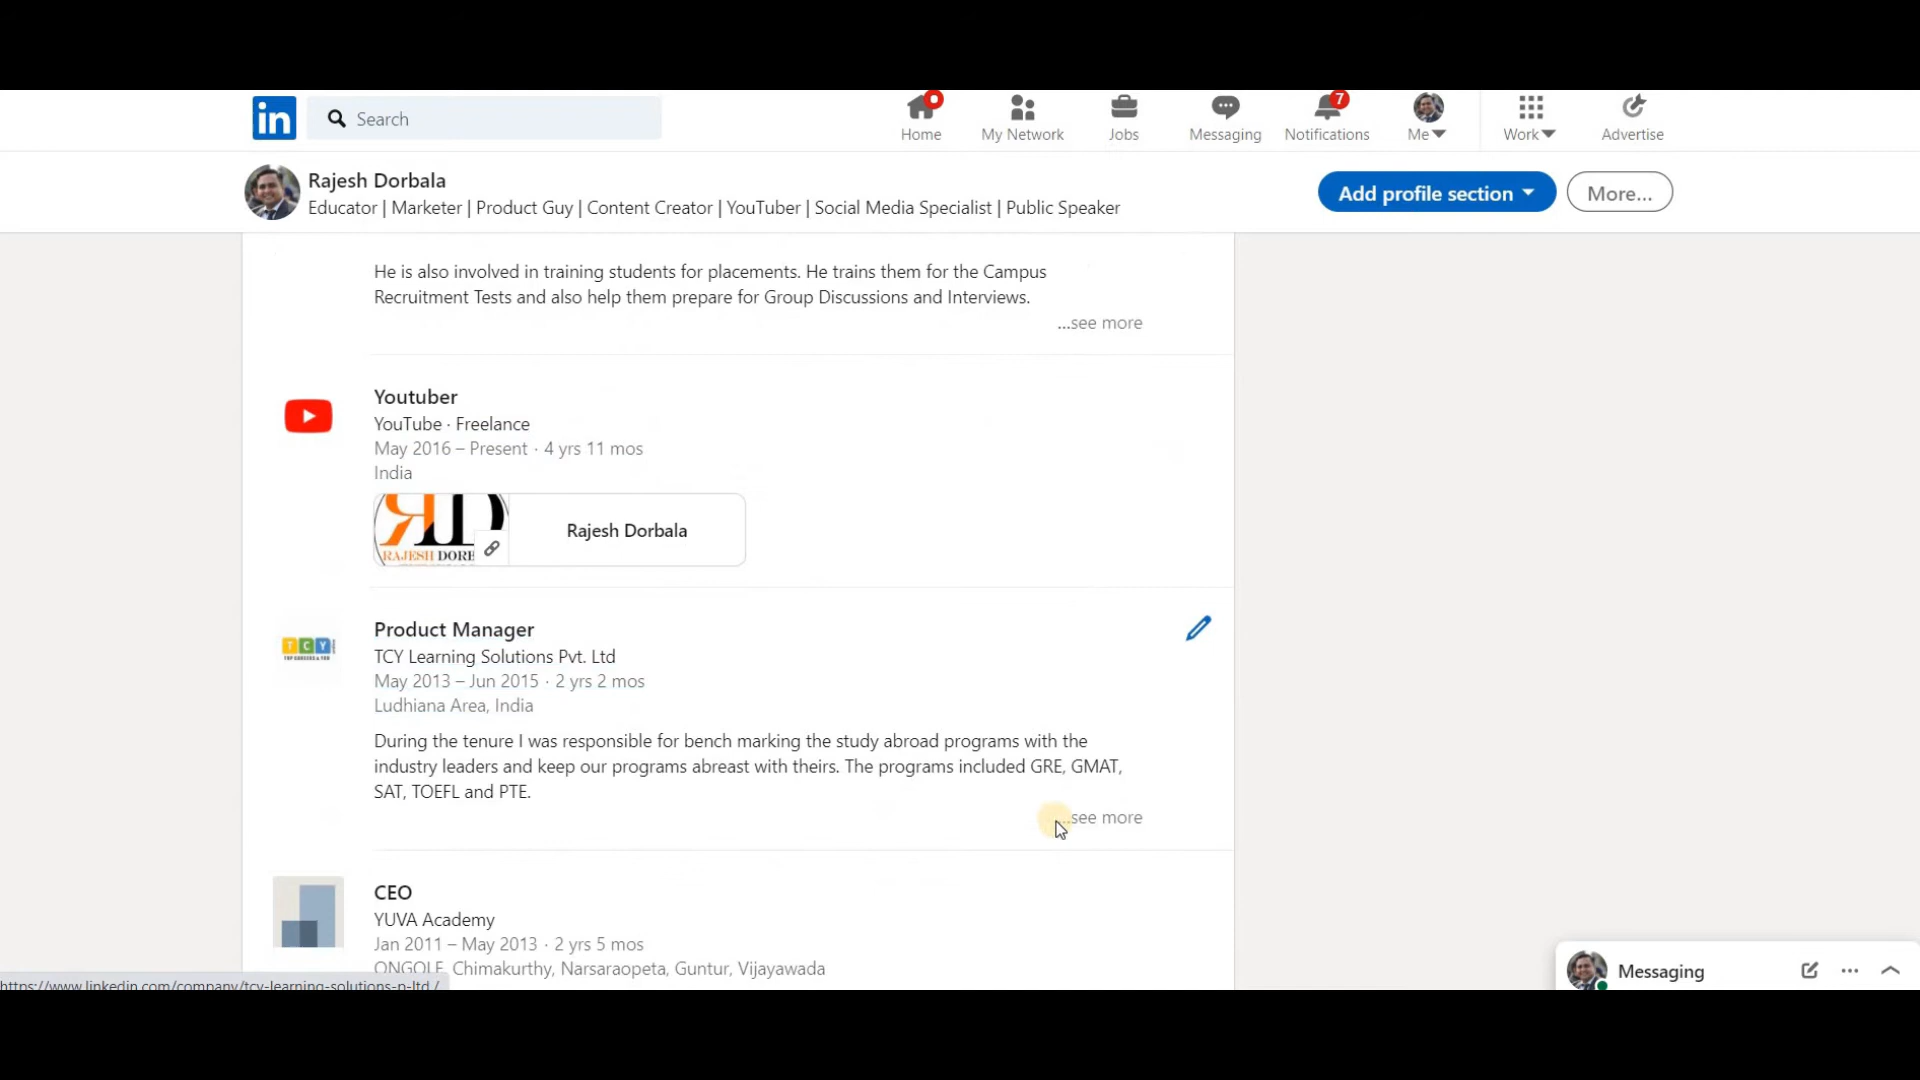 Search
Home
My Network
Jobs
Messaging
7
Notifications
Me
Work
Advertise
Rajesh Dorbala
Educator | Marketer | Product Guy | Content Creator | YouTuber | Social Media Specialist | Public Speaker
Add profile section
More...
He is also involved in training students for placements. He trains them for the Campus
Recruitment Tests and also help them prepare for Group Discussions and Interviews.
...see more
Youtuber
YouTube · Freelance
May 2016 – Present · 4 yrs 11 mos
India
RAJESH DORB
Rajesh Dorbala
TCY
Product Manager
TCY Learning Solutions Pvt. Ltd
May 2013 – Jun 2015 · 2 yrs 2 mos
Ludhiana Area, India
During the tenure I was responsible for bench marking the study abroad programs with the
industry leaders and keep our programs abreast with theirs. The programs included GRE, GMAT,
SAT, TOEFL and PTE.
...see more
CEO
YUVA Academy
Jan 2011 – May 2013 · 2 yrs 5 mos
ONGOLE, Chimakurthy, Narsaraopeta, Guntur, Vijayawada
https://www.linkedin.com/company/tcy-learning-solutions-p-ltd./
Messaging